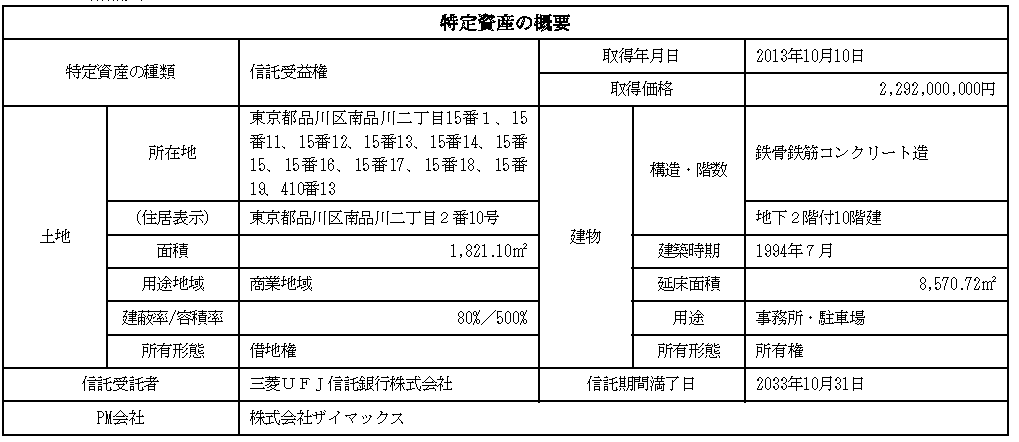 特定資産の概要
特定資産の種類
信託受益権
取得年月日
2013年10月10日
取得価格
2,292,000,000円
土地
所在地
東京都品川区南品川二丁目15番１、15
番11、15番12、15番13、15番14、15番
15、15番16、15番17、15番18、15番
19、410番13
(住居表示)
東京都品川区南品川二丁目２番10号
面積
1,821.10㎡
用途地域
商業地域
建蔽率/容積率
80%／500%
所有形態
借地権
建物
構造・階数
鉄骨鉄筋コンクリート造
地下２階付10階建
建築時期
1994年７月
延床面積
8,570.72㎡
用途
事務所・駐車場
所有形態
所有権
信託受託者
三菱ＵＦＪ信託銀行株式会社
信託期間満了日
2033年10月31日
PM会社
株式会社ザイマックス